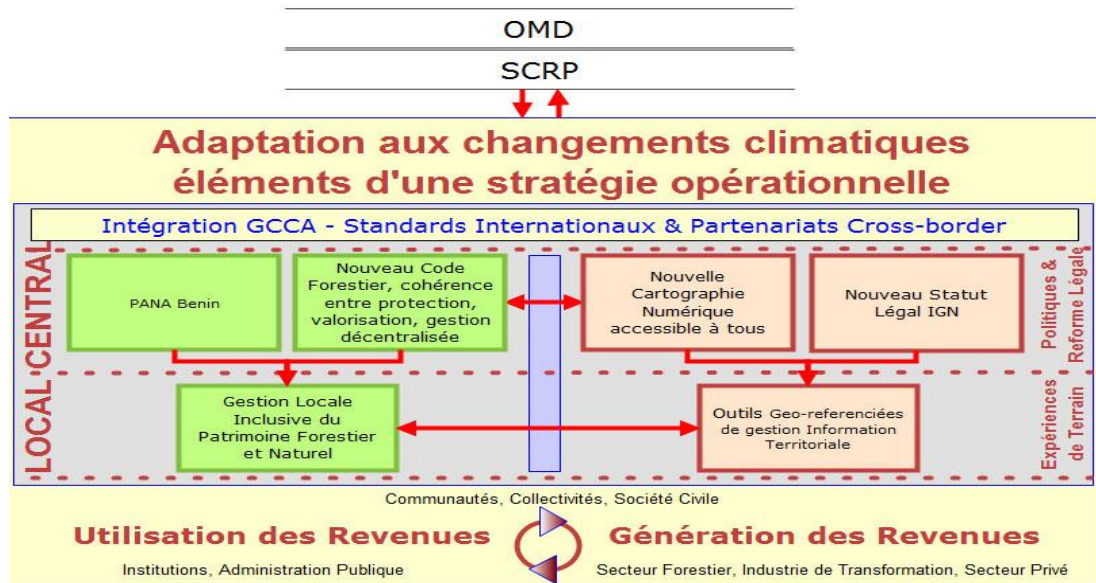 OMD
SCRP
Adaptation aux changements climatiques
éléments d'une stratégie opérationnelle
Intégration GCCA - Standards Internationaux & Partenariats Cross-border
CENTRAL
PANA Benin
Nouveau Code
Forestier, cohérence
entre protection,
valorisation, gestion
décentralisée
Nouvelle
Cartographie
Numérique
accessible à tous
Nouveau Statut
Légal IGN
Politiques &
Reforme Légale
LOCAL
Gestion Locale
Inclusive du
Patrimoine Forestier
et Naturel
Outils Geo-referenciées
de gestion Information
Territoriale
Expériences
de Terrain
Communautés, Collectivités, Société Civile
Utilisation des Revenues
Génération des Revenues
Institutions, Administration Publique
Secteur Forestier, Industrie de Transformation, Secteur Privé